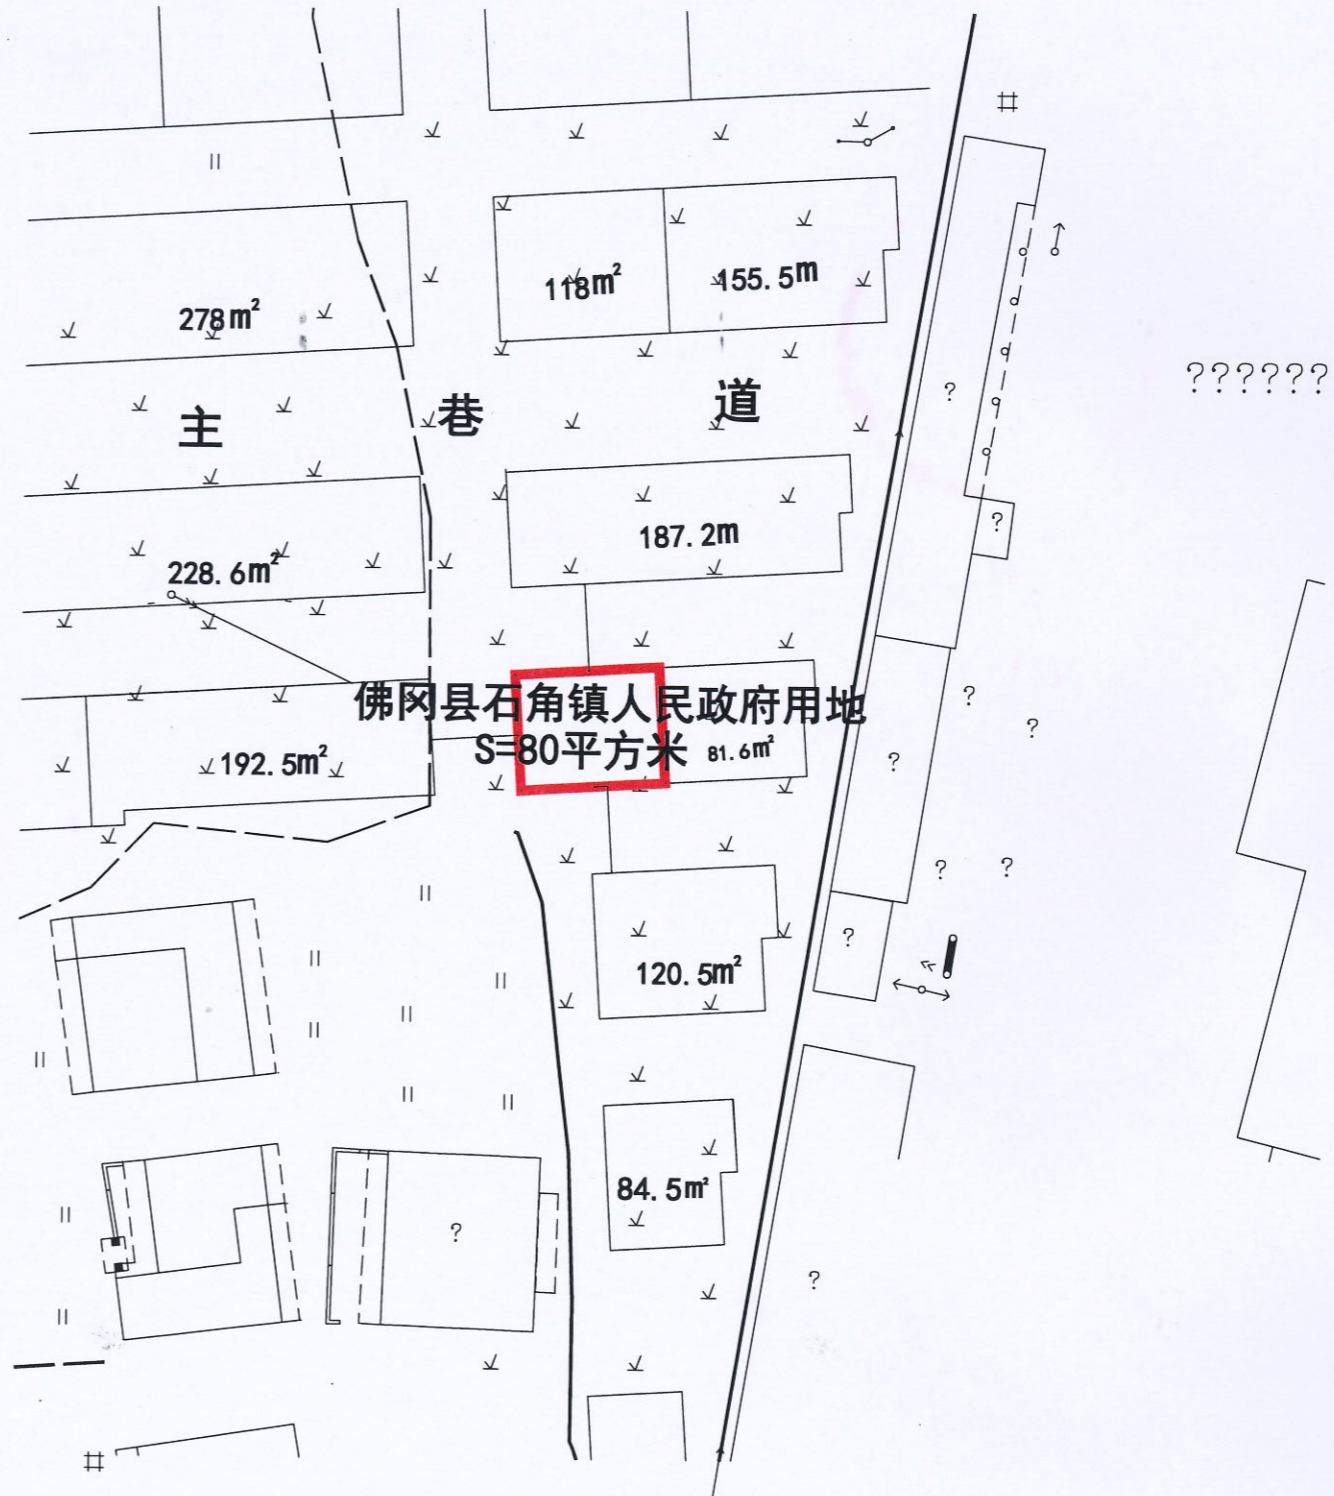 278m²
118m²
155.5m
主 巷 道
??????
?
187.2m
?
228.6m²
佛冈县石角镇人民政府用地
S=80平方米
81.6m²
192.5m²
?
?
?
?
?
?
120.5m²
84.5m²
?
?